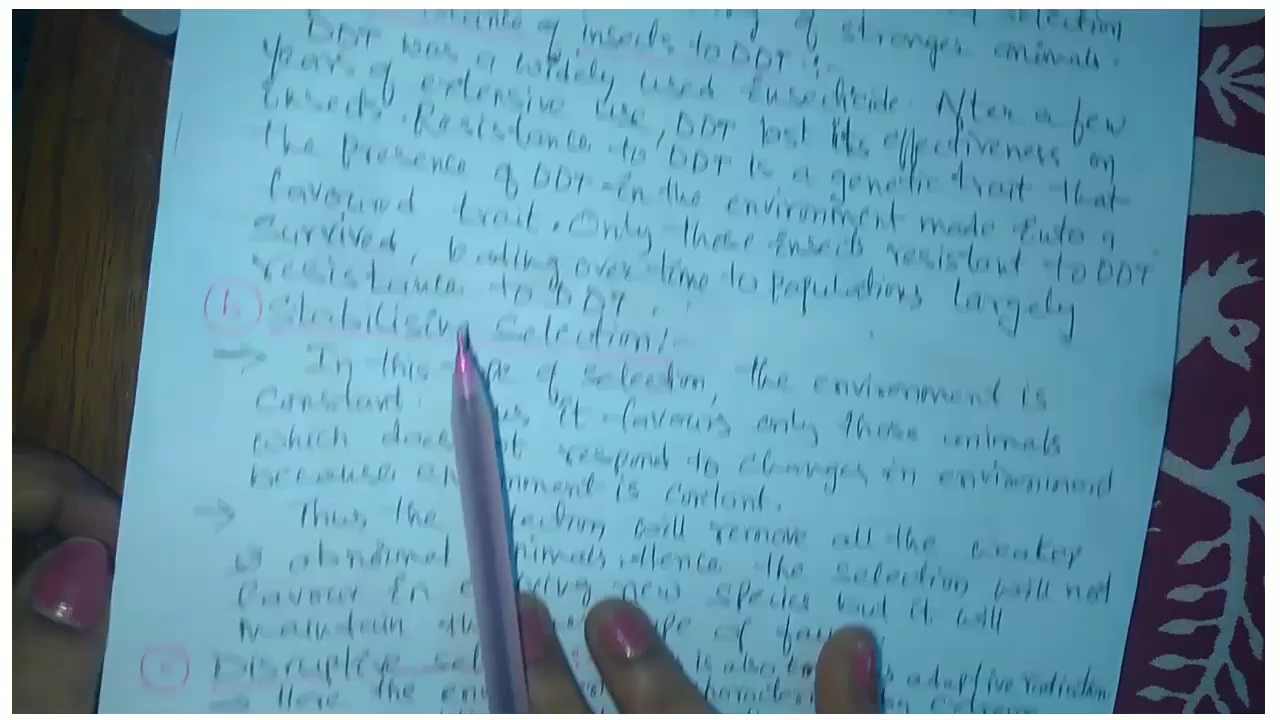 of selection
of insects to DDT :- of stronger animals.
DDT was a widely used Insecticide. After a few
years of extensive use, DDT lost its effectiveness on
Insects. Resistance to DDT is a genetic trait that
the presence of DDT in the environment made into a
favoured trait. Only those insects resistant to DDT
survived, leading over time to populations largely
resistance to DDT.
b. Stabilising Selection:-
→ In this of selection, the environment is
constant. it favours only those animals
which does respond to changes in environment
because is contant.
→ Thus, the will remove all the weaker
abnormal Hence the selection will not
favour In new species but it will
maintain of
c. Disruptive is also adaptive radiation
→ Here the